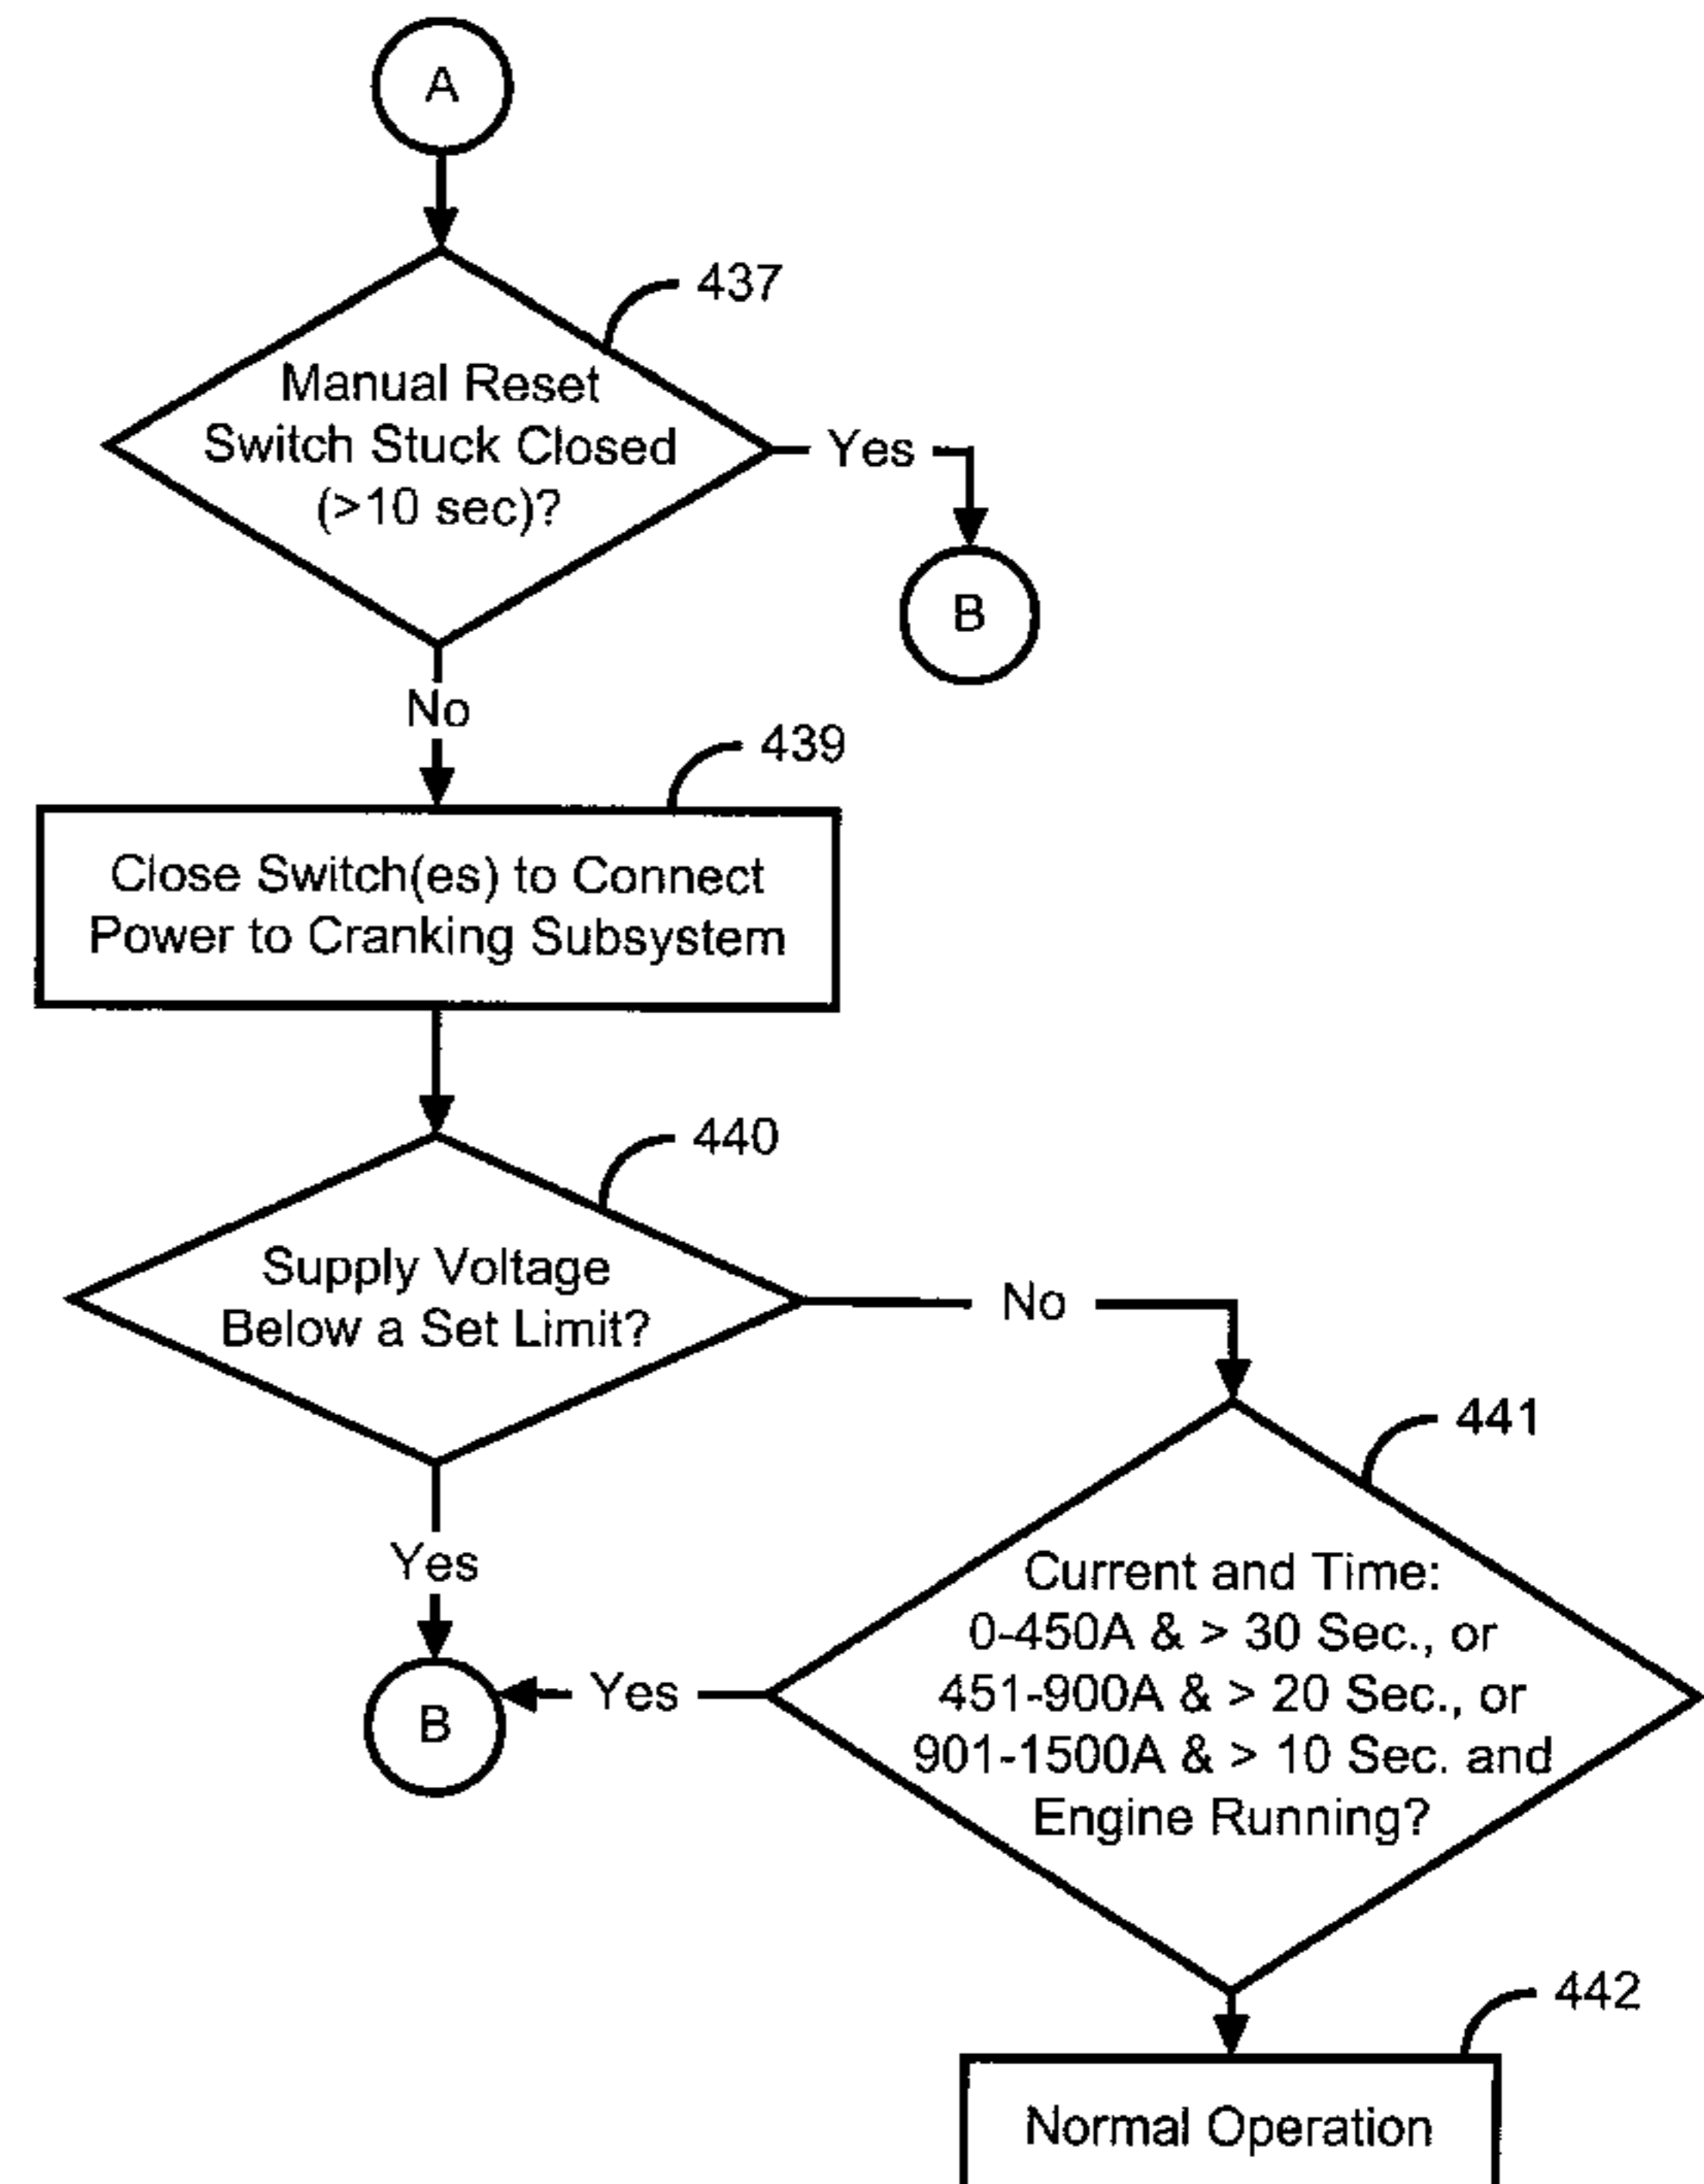 A
437
Manual Reset
Switch Stuck Closed
(>10 sec)?
Yes
B
No
439
Close Switch(es) to Connect
Power to Cranking Subsystem
440
Supply Voltage
Below a Set Limit?
No
441
Yes
Current and Time:
0-450A & > 30 Sec., or
451-900A & > 20 Sec., or
901-1500A & > 10 Sec. and
Engine Running?
Yes
B
442
Normal Operation